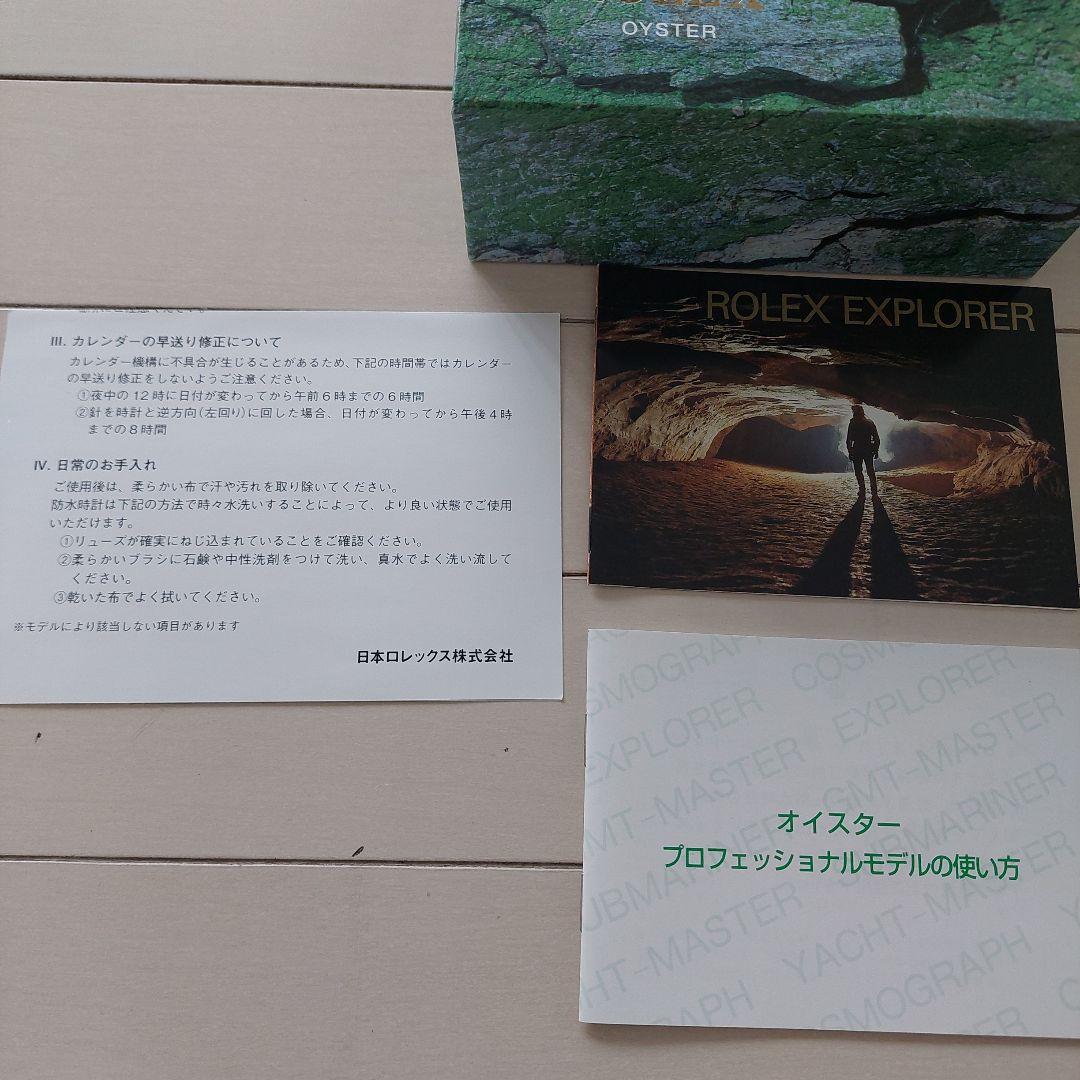 OYSTER
ROLEX EXPLORER
III. カレンダーの早送り修正について
カレンダー機構に不具合が生じることがあるため、下記の時間帯ではカレンダー
の早送り修正をしないようご注意ください。
①夜中の12時に日付が変わってから午前6時までの6時間
②針を時計と逆方向(左回り)に回した場合、日付が変わってから午後4時
までの8時間
IV. 日常のお手入れ
ご使用後は、柔らかい布で汗や汚れを取り除いてください。
防水時計は下記の方法で時々水洗いすることによって、より良い状態でご使用
いただけます。
①リューズが確実にねじ込まれていることをご確認ください。
②柔らかいブラシに石鹸や中性洗剤をつけて洗い、真水でよく洗い流して
ください。
③乾いた布でよく拭いてください。
※モデルにより該当しない項目があります
日本ロレックス株式会社
EXPLORER
EXPLORER
GMT-MASTER
SUBMARINER
オイスター
プロフェッショナルモデルの使い方
YACHT-MASTER
COSMOGRAPH